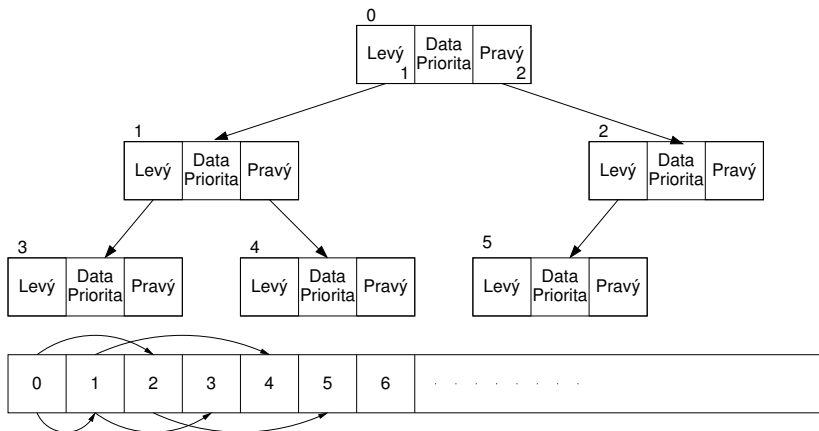 0
Levý Data Pravý
1 Priorita 2
1
2
Levý Data Priorita Pravý
Levý Data Priorita Pravý
3
4
5
Levý Data Priorita Pravý
Levý Data Priorita Pravý
Levý Data Priorita Pravý
0 1 2 3 4 5 6 . . . . . . . .